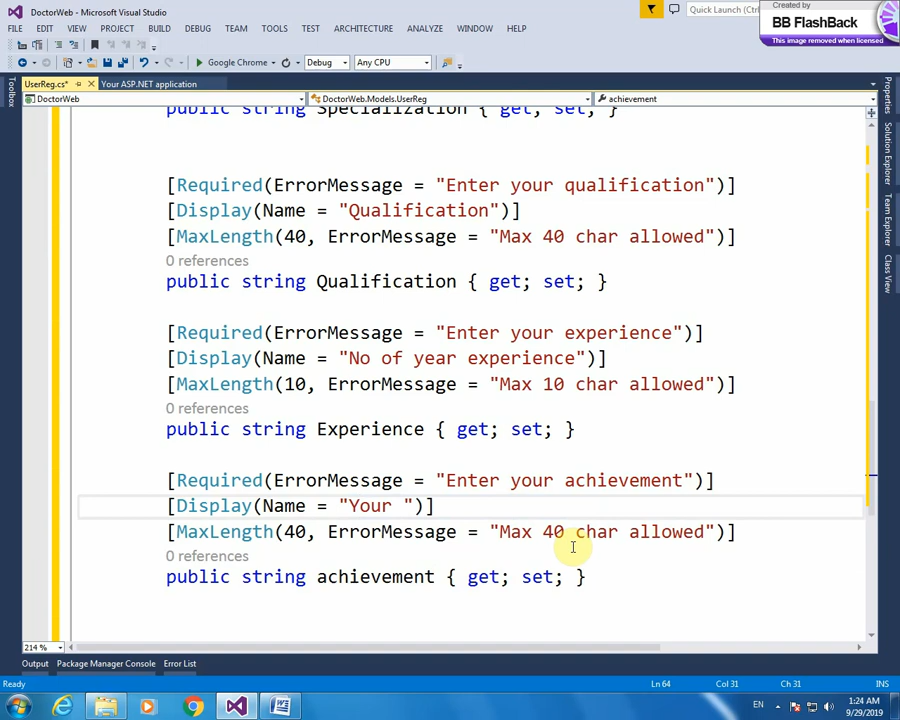 DoctorWeb - Microsoft Visual Studio
Quick Launch (Ctrl
Created by
BB FlashBack
This image removed when licensed
FILE EDIT VIEW PROJECT BUILD DEBUG TEAM TOOLS TEST ARCHITECTURE ANALYZE WINDOW HELP
Google Chrome Debug Any CPU
UserReg.cs* Your ASP.NET application
DoctorWeb DoctorWeb.Models.UserReg achievement
Toolbox
Properties
Solution Explorer
Team Explorer
Class View
public string Specialization { get; set; }
[Required(ErrorMessage = "Enter your qualification")]
[Display(Name = "Qualification")]
[MaxLength(40, ErrorMessage = "Max 40 char allowed")]
0 references
public string Qualification { get; set; }
[Required(ErrorMessage = "Enter your experience")]
[Display(Name = "No of year experience")]
[MaxLength(10, ErrorMessage = "Max 10 char allowed")]
0 references
public string Experience { get; set; }
[Required(ErrorMessage = "Enter your achievement")]
[Display(Name = "Your ")]
[MaxLength(40, ErrorMessage = "Max 40 char allowed")]
0 references
public string achievement { get; set; }
214 %
Output Package Manager Console Error List
Ready Ln 64 Col 31 Ch 31 INS
EN 1:24 AM
9/29/2019